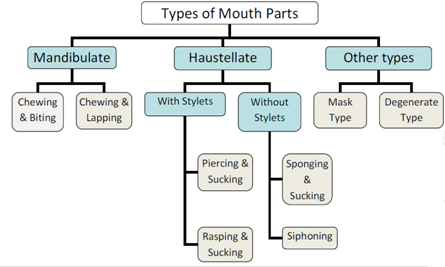 Types of Mouth Parts
Mandibulate
Haustellate
Other types
Chewing
& Biting
Chewing &
Lapping
With Stylets
Without
Stylets
Mask
Type
Degenerate
Type
Piercing &
Sucking
Sponging
&
Sucking
Rasping &
Sucking
Siphoning